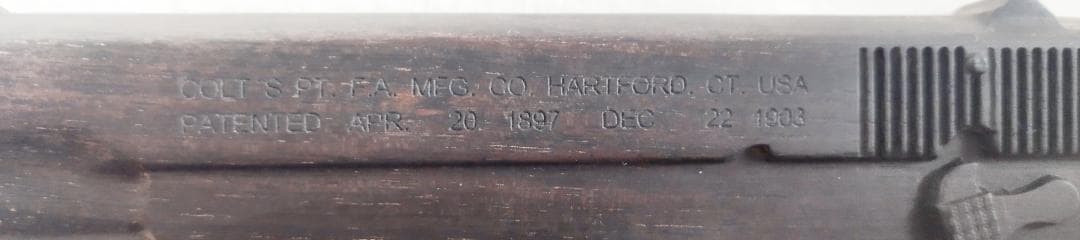 COLT S PT. F.A. MFG. CO. HARTFORD. CT. USA
PATENTED APR. 20 1897 DEC 22 1903